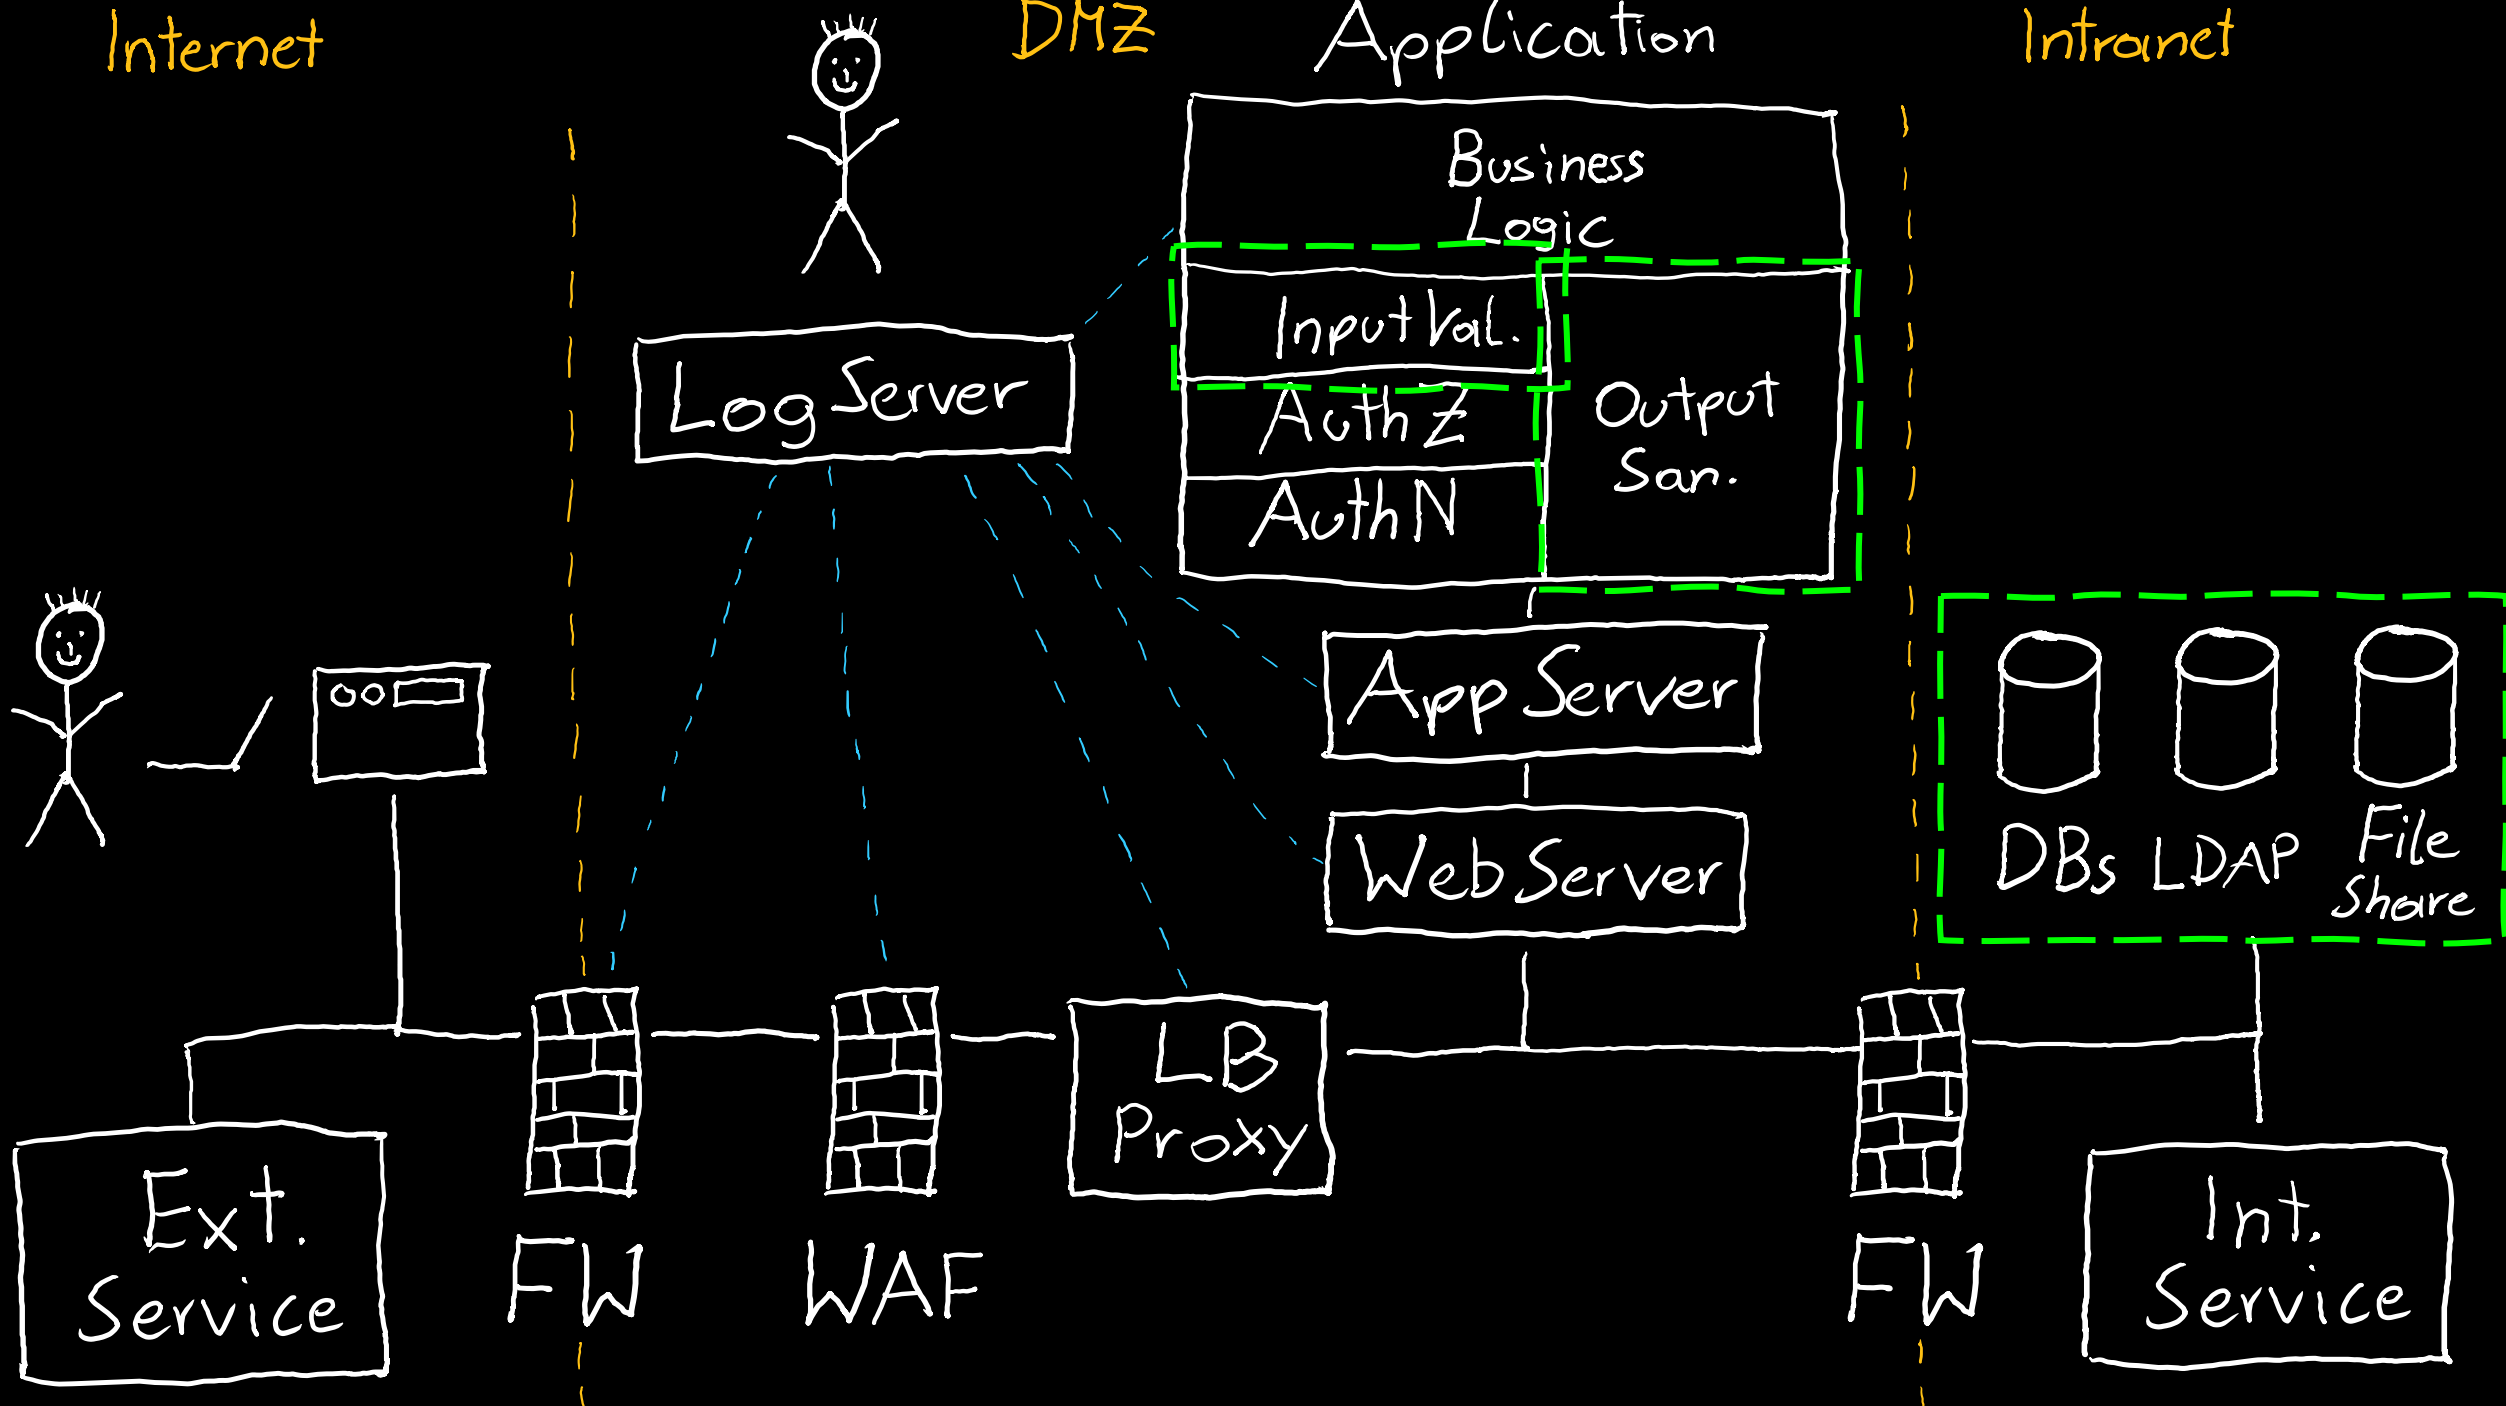 Internet
DMZ
Application
Intranet
Business
Logic
Input Val.
AuthZ
AuthN
Output
San.
Log Server
App Server
Web Server
DBs
LDAP
File
Share
LB
Proxy
Ext.
Service
FW
WAF
FW
Int.
Service